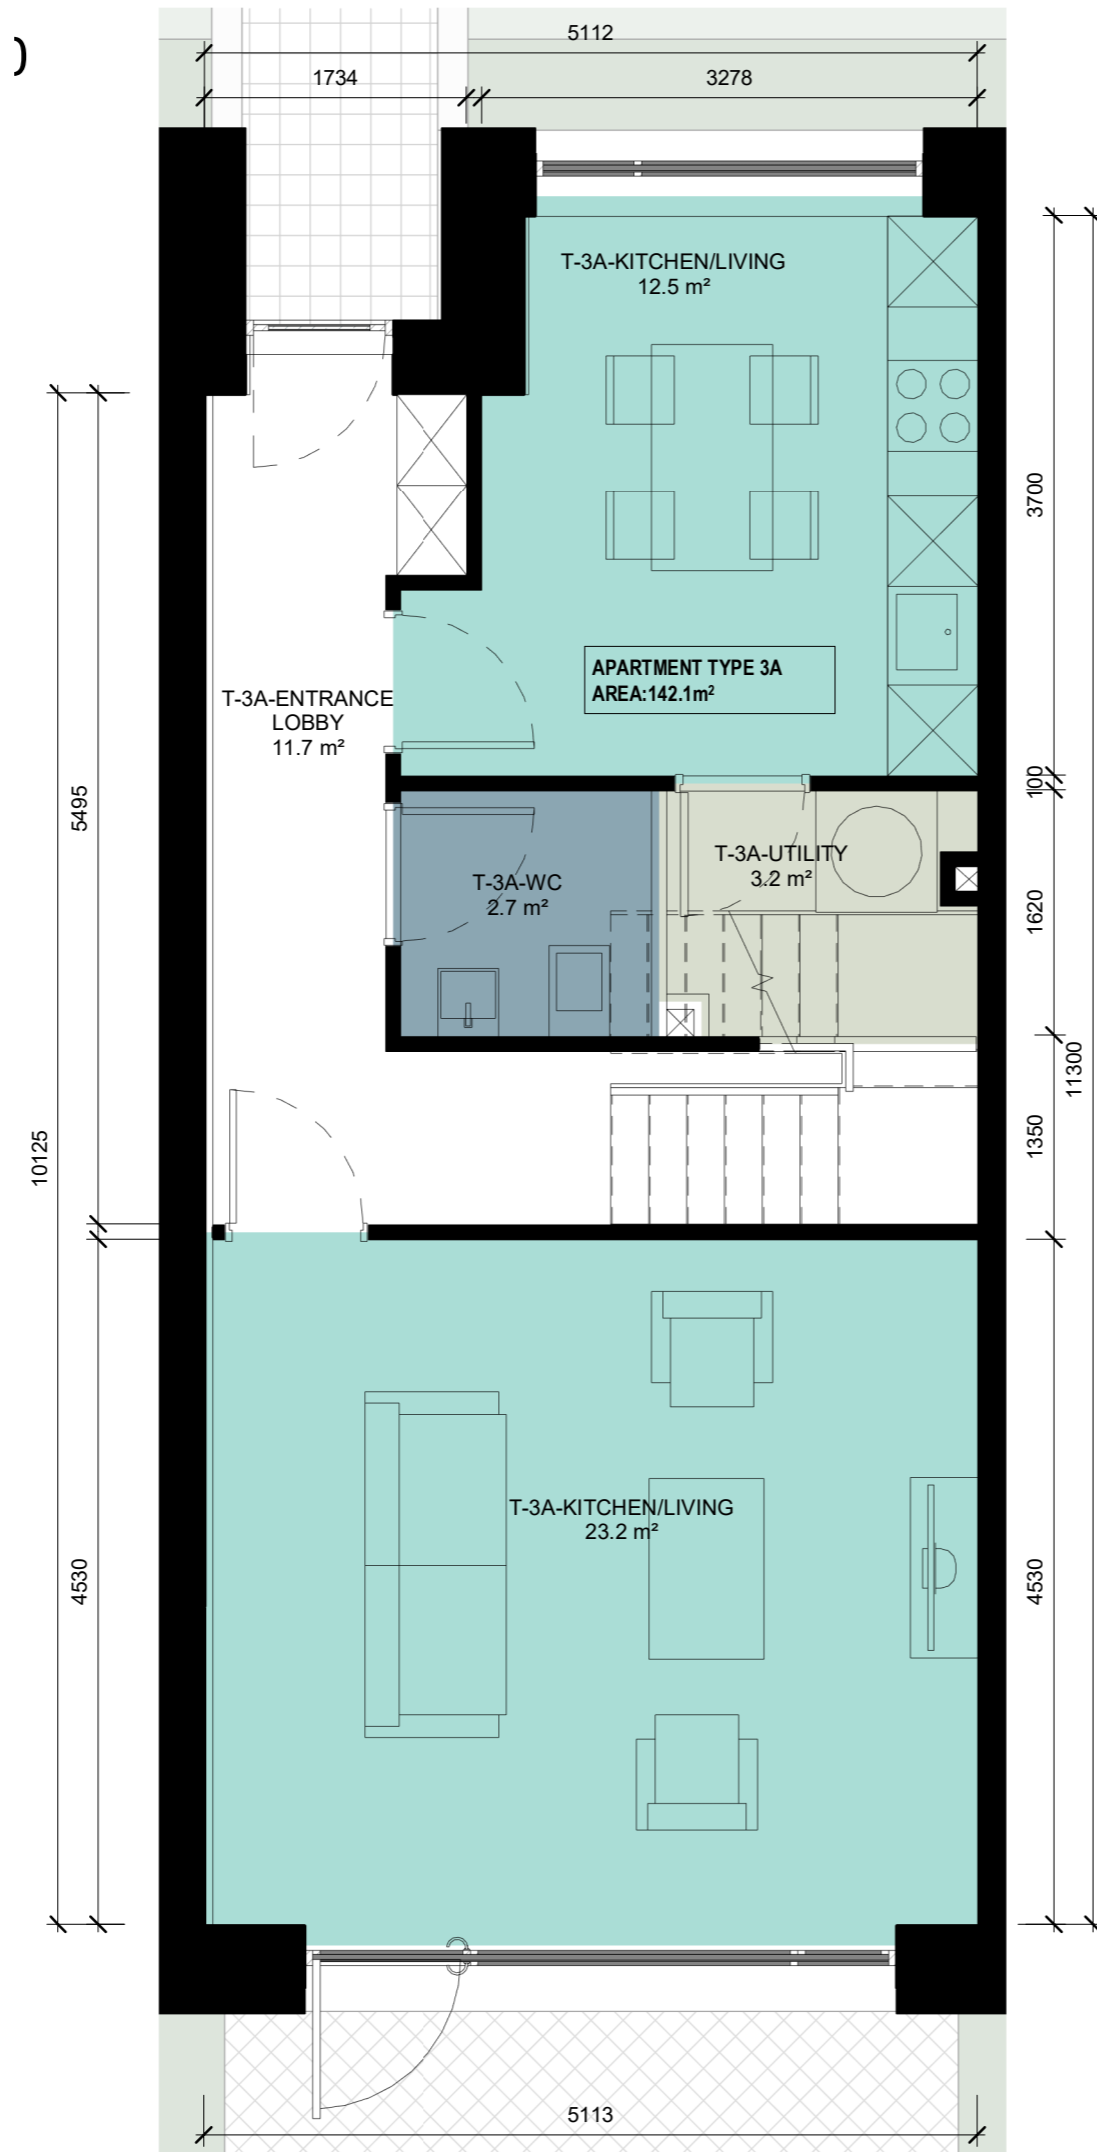 )
5112
1734
3278
T-3A-KITCHEN/LIVING
12.5 m²
3700
APARTMENT TYPE 3A
AREA:142.1m²
T-3A-ENTRANCE
LOBBY
11.7 m²
5495
100
T-3A-UTILITY
3.2 m²
T-3A-WC
2.7 m²
1620
11300
10125
1350
T-3A-KITCHEN/LIVING
23.2 m²
4530
4530
5113